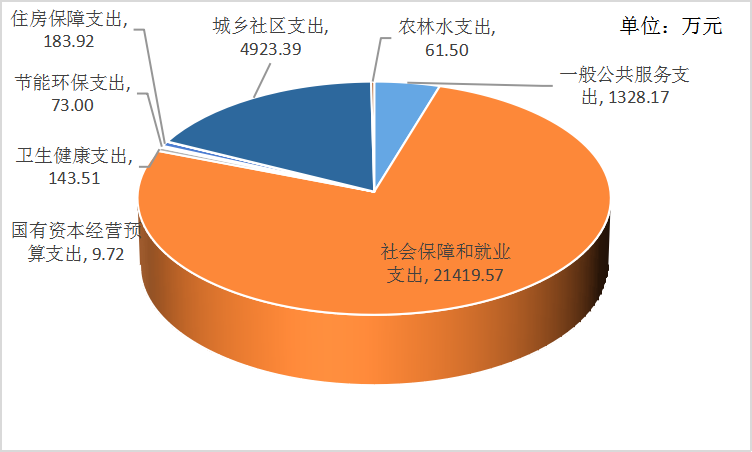 单位：万元
住房保障支出,
183.92
城乡社区支出,
4923.39
农林水支出,
61.50
一般公共服务支
出, 1328.17
节能环保支出,
73.00
卫生健康支出,
143.51
国有资本经营预
算支出, 9.72
社会保障和就业
支出, 21419.57